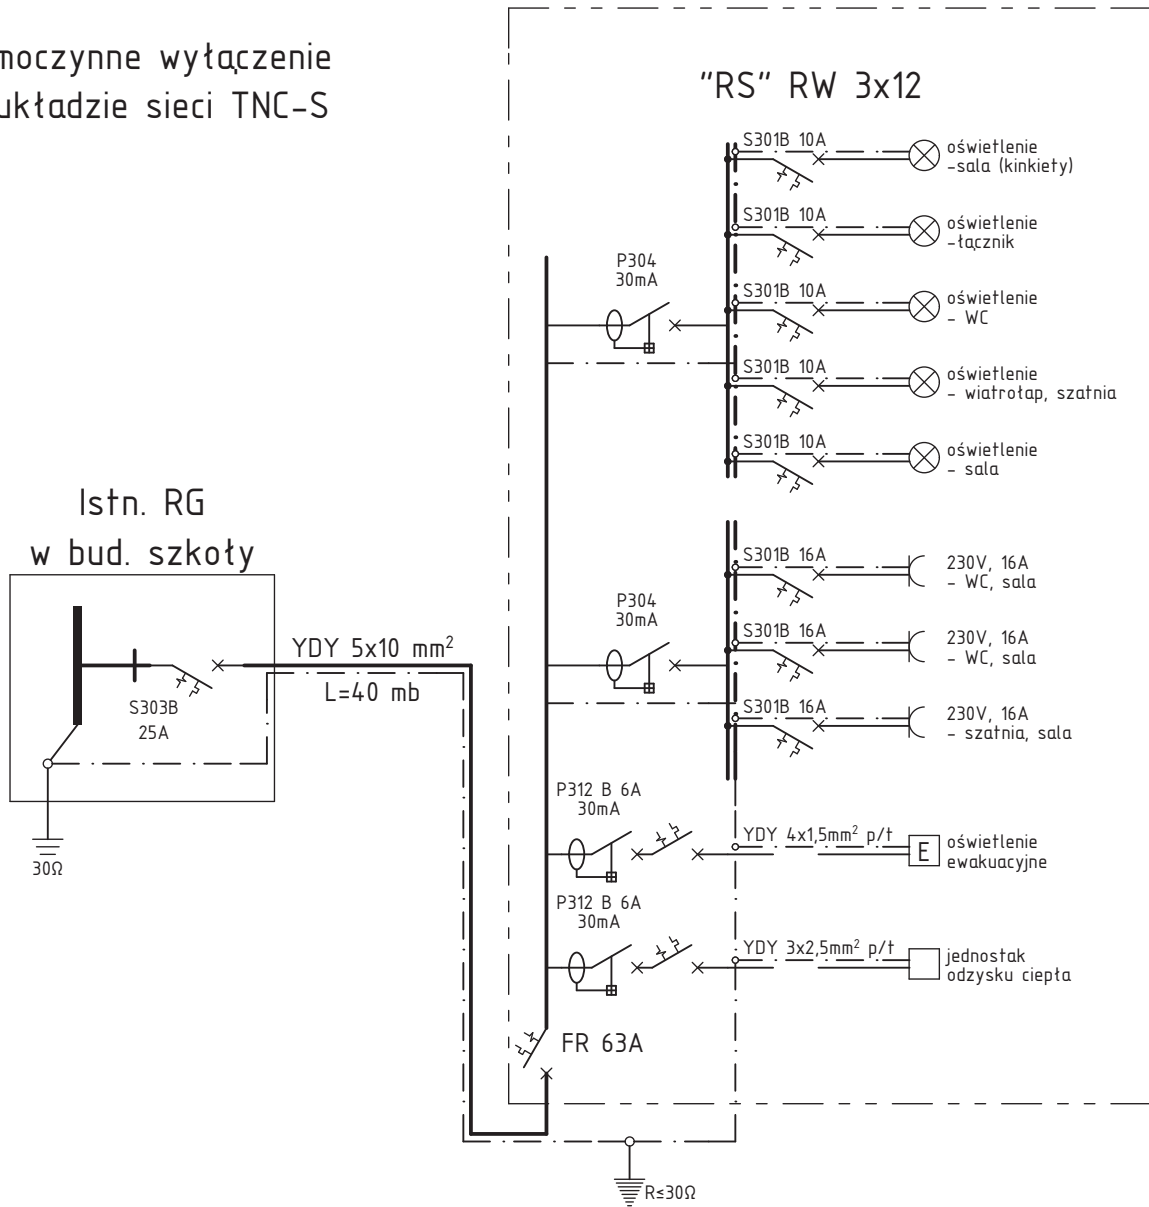 moczynne wyłączenie
układzie sieci TNC-S
"RS" RW 3x12
S301B 10A
oświetlenie
-sala (kinkiety)
S301B 10A
oświetlenie
-łącznik
P304
30mA
S301B 10A
oświetlenie
- WC
S301B 10A
oświetlenie
- wiatrołap, szatnia
S301B 10A
oświetlenie
- sala
Istn. RG
w bud. szkoły
S303B
25A
30Ω
YDY 5x10 mm²
L=40 mb
P304
30mA
S301B 16A
230V, 16A
- WC, sala
S301B 16A
230V, 16A
- WC, sala
S301B 16A
230V, 16A
- szatnia, sala
P312 B 6A
30mA
YDY 4x1,5mm² p/t
E
oświetlenie
ewakuacyjne
P312 B 6A
30mA
YDY 3x2,5mm² p/t
jednostak
odzysku ciepła
FR 63A
R≤30Ω